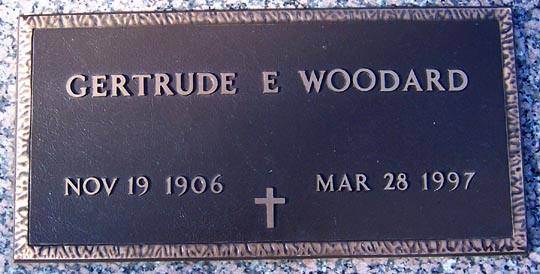 GERTRUDE E WOODARD
NOV 19 1906 MAR 28 1997